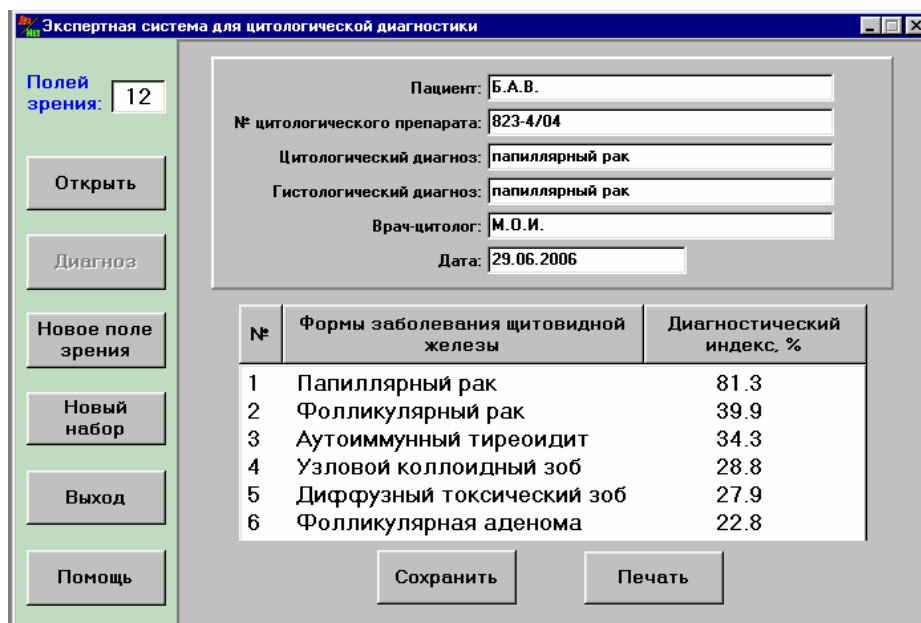 Да/Нет
Экспертная система для цитологической диагностики
Полей
зрения: 12
Открыть
Диагноз
Новое поле
зрения
Новый
набор
Выход
Помощь
Пациент: Б.А.В.
№ цитологического препарата: 823-4/04
Цитологический диагноз: папиллярный рак
Гистологический диагноз: папиллярный рак
Врач-цитолог: М.О.И.
Дата: 29.06.2006
№ Формы заболевания щитовидной железы Диагностический индекс, %
1 Папиллярный рак 81.3
2 Фолликулярный рак 39.9
3 Аутоиммунный тиреоидит 34.3
4 Узловой коллоидный зоб 28.8
5 Диффузный токсический зоб 27.9
6 Фолликулярная аденома 22.8
Сохранить
Печать